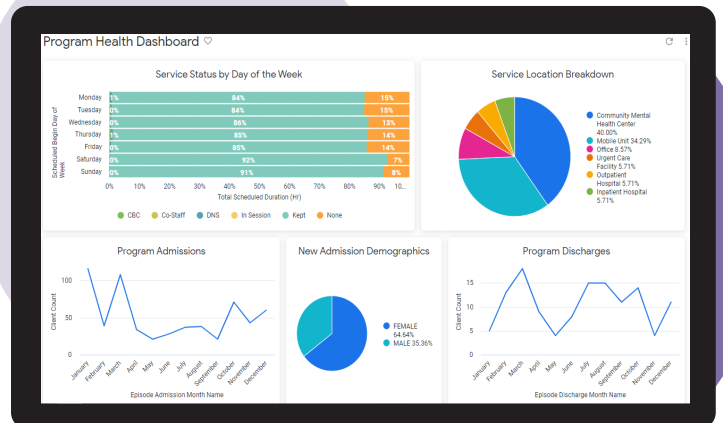 Program Health Dashboard
Service Status by Day of the Week
Scheduled Begin Day of
Week
Monday 1% 84% 15%
Tuesday 0% 84% 15%
Wednesday 0% 86% 13%
Thursday 1% 85% 14%
Friday 0% 85% 14%
Saturday 0% 92% 7%
Sunday 0% 91% 8%
0% 10% 20% 30% 40% 50% 60% 70% 80% 90% 10...
Total Scheduled Duration (Hr)
CBC Co-Staff DNS In Session Kept None
Service Location Breakdown
Community Mental
Health Center
40.00%
Mobile Unit 34.29%
Office 8.57%
Urgent Care
Facility 5.71%
Outpatient
Hospital 5.71%
Inpatient Hospital
5.71%
Program Admissions
Client Count
100
50
0
January February March April May June July August September October November December
Episode Admission Month Name
New Admission Demographics
FEMALE
64.64%
MALE 35.36%
Program Discharges
Client Count
15
10
5
0
January February March April May June July August September October November December
Episode Discharge Month Name